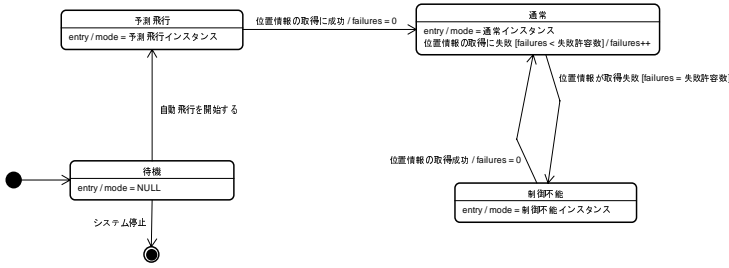 予測飛行
entry / mode = 予測飛行インスタンス
位置情報の取得に成功 / failures = 0
通常
entry / mode = 通常インスタンス
位置情報の取得に失敗 [failures < 失敗許容数] / failures++
位置情報が取得失敗 [failures = 失敗許容数]
自動飛行を開始する
位置情報の取得成功 / failures = 0
待機
entry / mode = NULL
制御不能
entry / mode = 制御不能インスタンス
システム停止